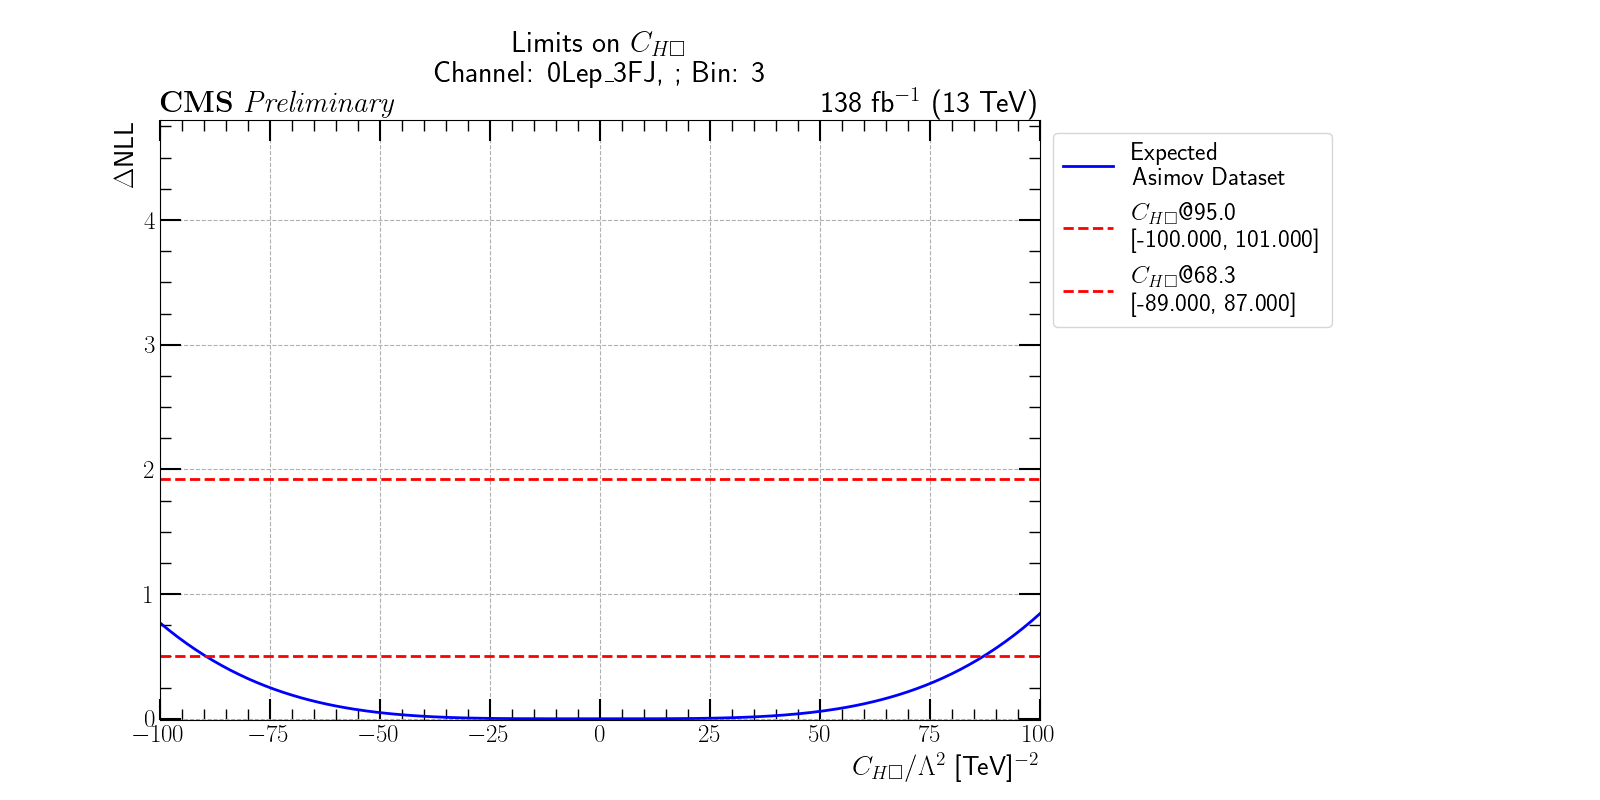 Limits on C_{H□}
Channel: 0Lep_3FJ, ; Bin: 3
CMS Preliminary
138 fb⁻¹ (13 TeV)
ΔNLL
4
3
2
1
0
−100
−75
−50
−25
0
25
50
75
100
C_{H□}/Λ² [TeV]⁻²
Expected
Asimov Dataset
C_{H□}@95.0
[-100.000, 101.000]
C_{H□}@68.3
[-89.000, 87.000]